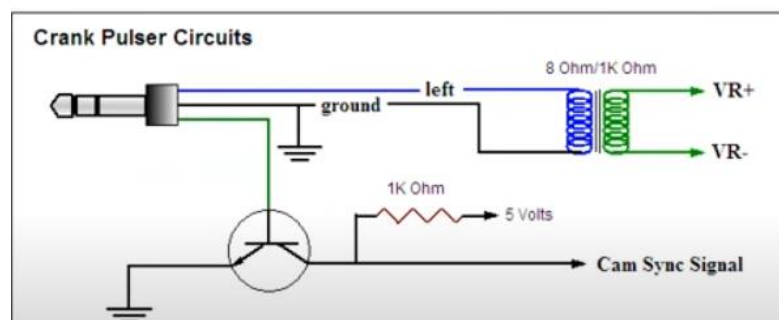 Crank Pulser Circuits
8 Ohm/1K Ohm
left
VR+
ground
VR-
1K Ohm
5 Volts
Cam Sync Signal